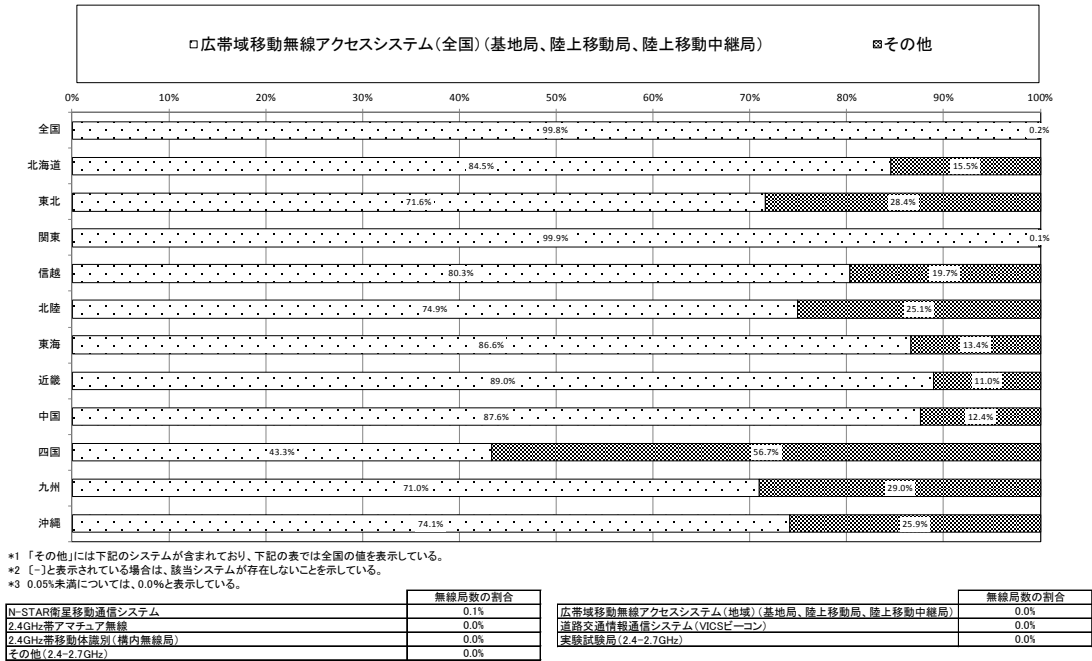 広帯域移動無線アクセスシステム(全国)(基地局、陸上移動局、陸上移動中継局) その他
0% 10% 20% 30% 40% 50% 60% 70% 80% 90% 100%
全国 99.8% 0.2%
北海道 84.5% 15.5%
東北 71.6% 28.4%
関東 99.9% 0.1%
信越 80.3% 19.7%
北陸 74.9% 25.1%
東海 86.6% 13.4%
近畿 89.0% 11.0%
中国 87.6% 12.4%
四国 43.3% 56.7%
九州 71.0% 29.0%
沖縄 74.1% 25.9%
*1 「その他」には下記のシステムが含まれており、下記の表では全国の値を表示している。
*2 [-]と表示されている場合は、該当システムが存在しないことを示している。
*3 0.05%未満については、0.0%と表示している。
無線局数の割合
N-STAR衛星移動通信システム 0.1%
2.4GHz帯アマチュア無線 0.0%
2.4GHz帯移動体識別(構内無線局) 0.0%
その他(2.4-2.7GHz) 0.0%
無線局数の割合
広帯域移動無線アクセスシステム(地域)(基地局、陸上移動局、陸上移動中継局) 0.0%
道路交通情報通信システム(VICSビーコン) 0.0%
実験試験局(2.4-2.7GHz) 0.0%